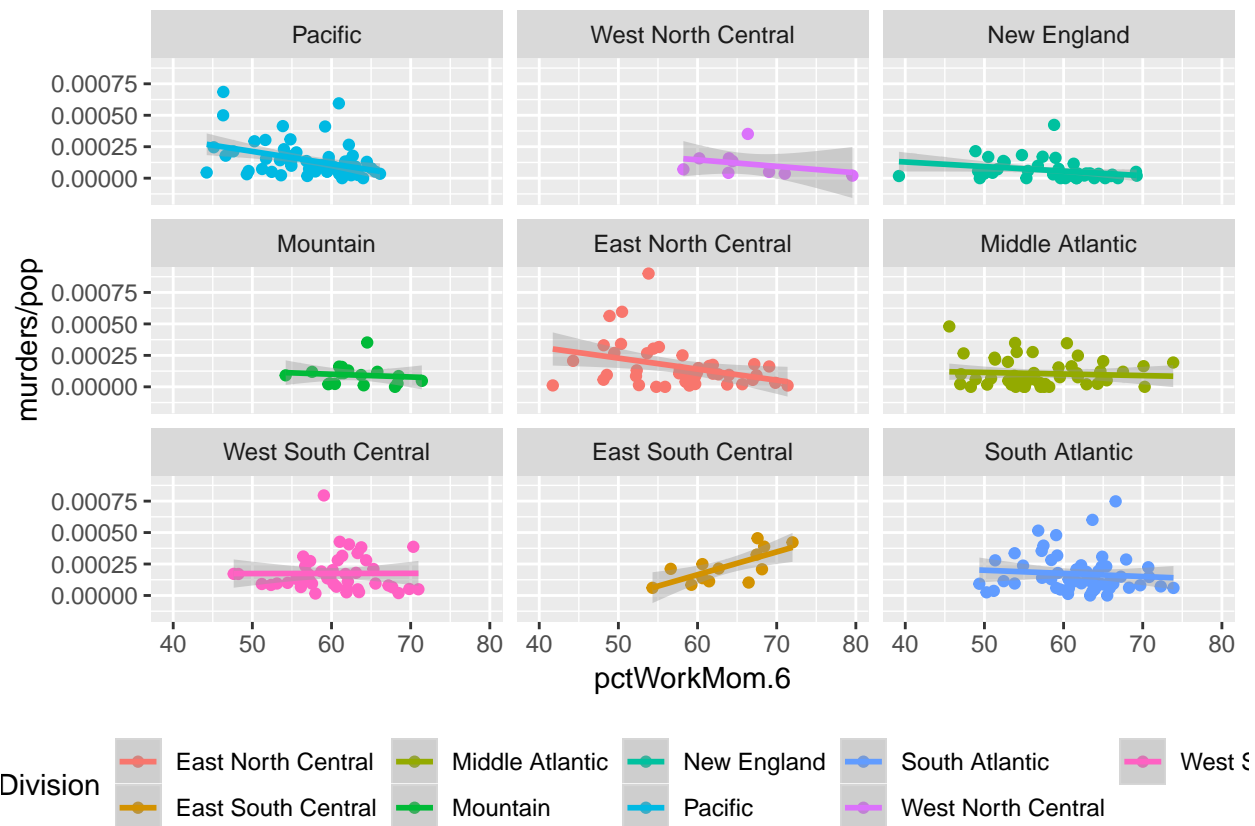 Pacific West North Central New England
0.00075
0.00050
0.00025
0.00000
Mountain East North Central Middle Atlantic
0.00075
0.00050
0.00025
0.00000
murders/pop
West South Central East South Central South Atlantic
0.00075
0.00050
0.00025
0.00000
40 50 60 70 80 40 50 60 70 80 40 50 60 70 80
pctWorkMom.6
Division
East North Central Middle Atlantic New England South Atlantic West S
East South Central Mountain Pacific West North Central